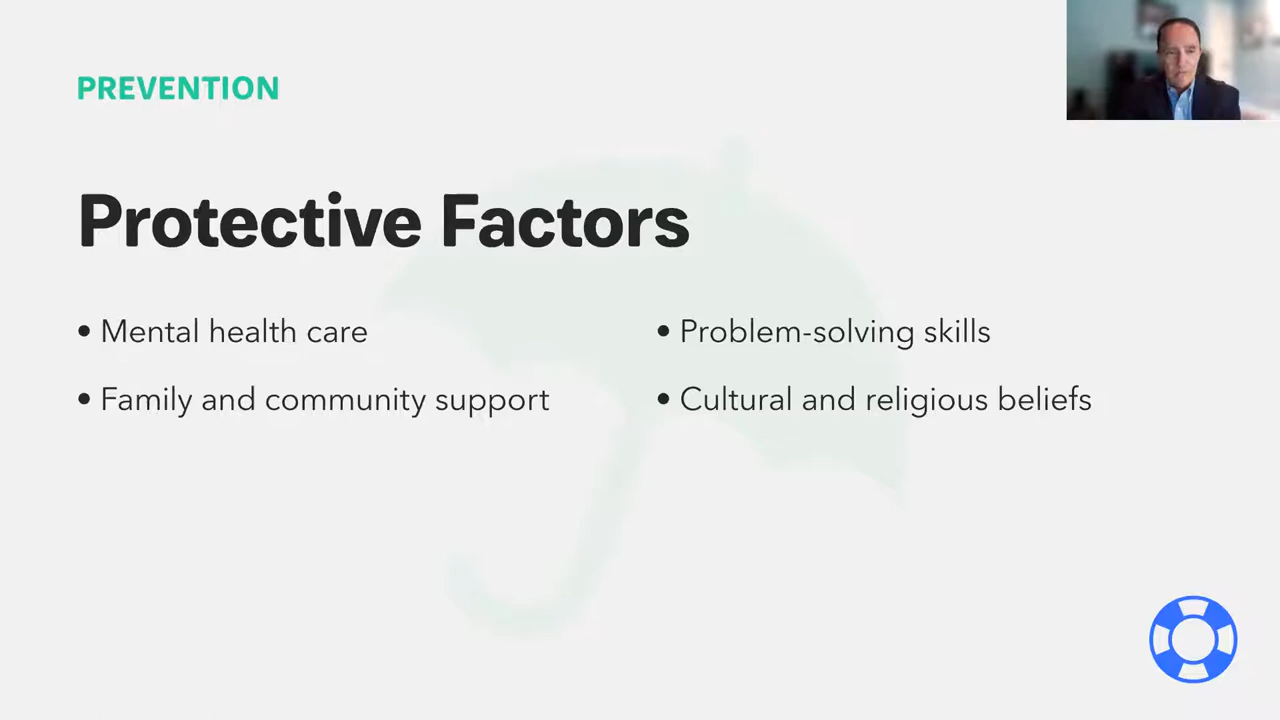 PREVENTION
Protective Factors
• Mental health care
• Family and community support
• Problem-solving skills
• Cultural and religious beliefs